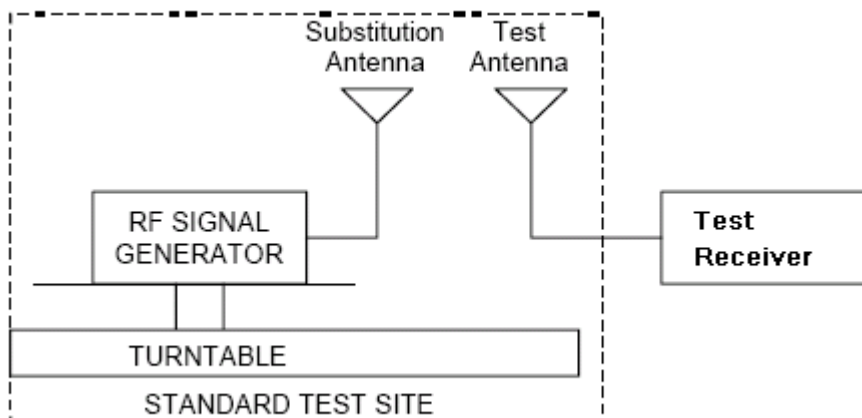 Substitution
Antenna
Test
Antenna
RF SIGNAL
GENERATOR
Test
Receiver
TURNTABLE
STANDARD TEST SITE